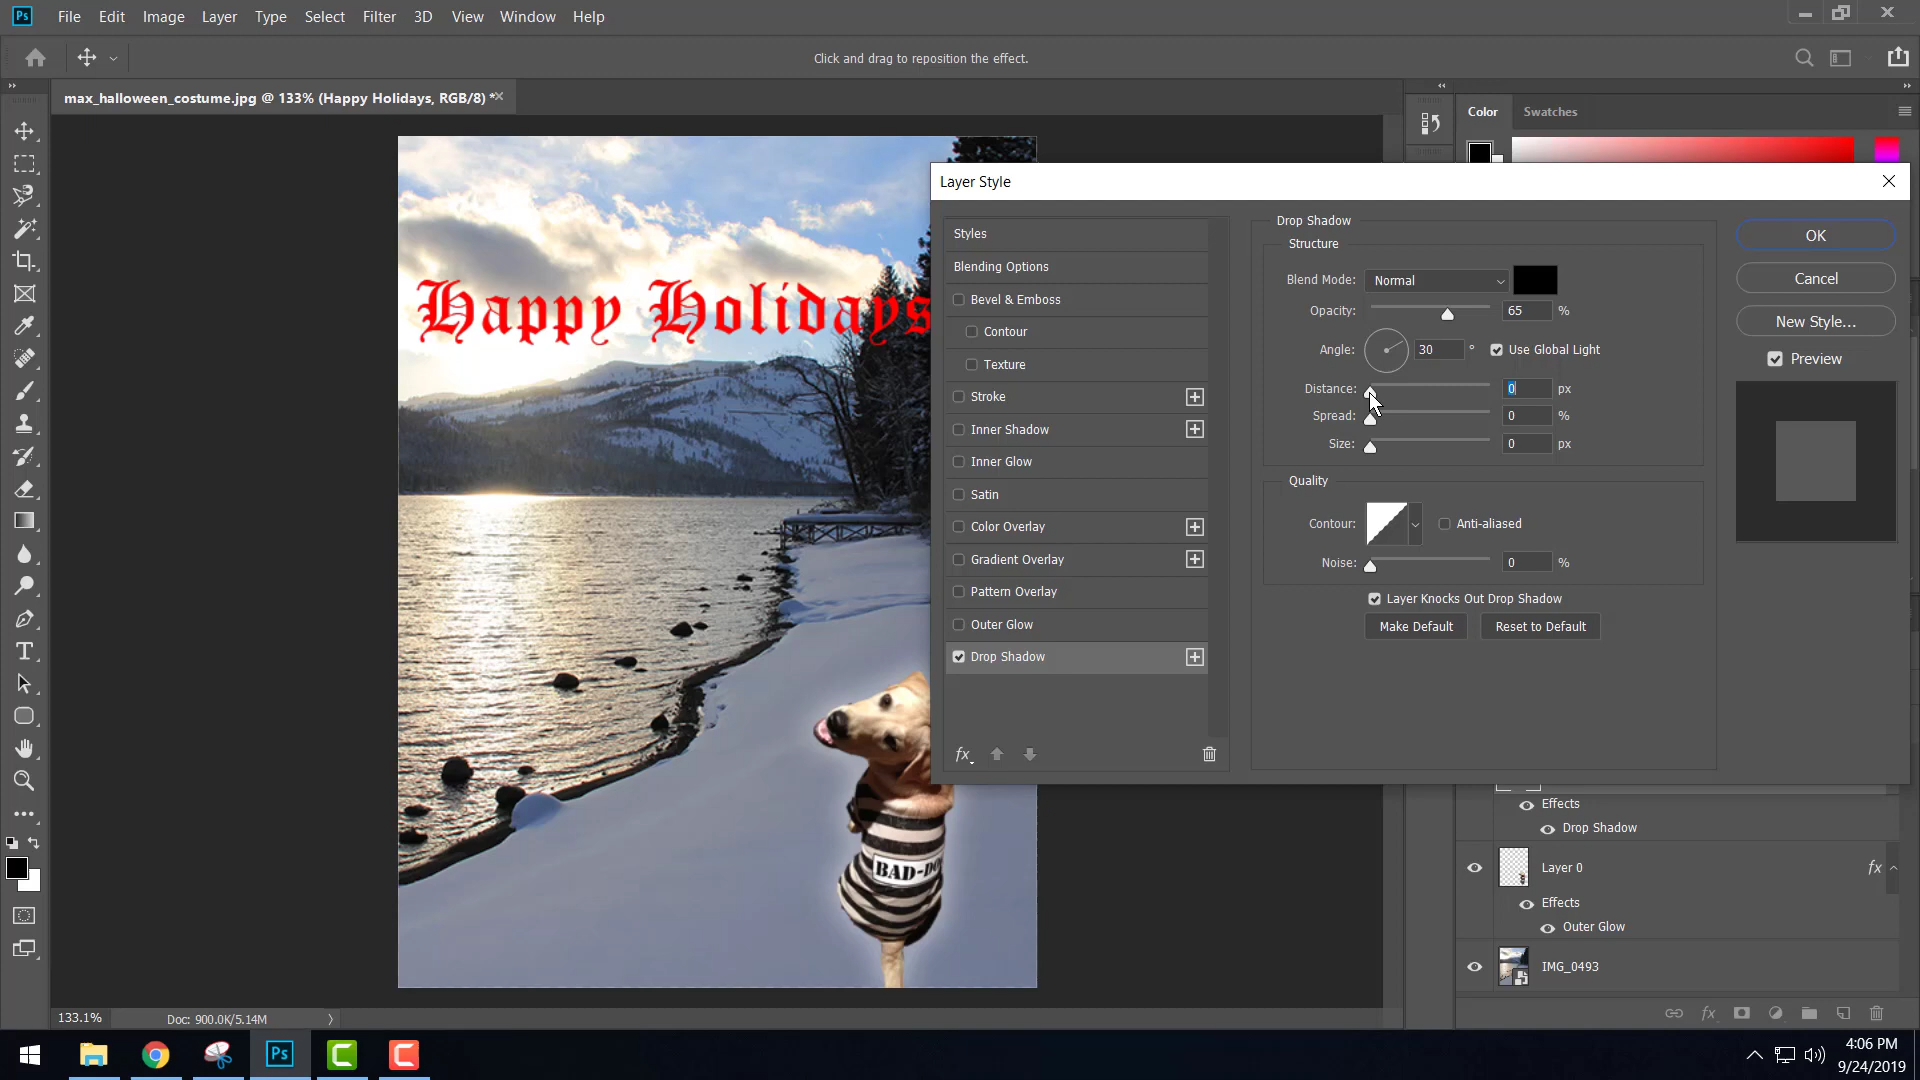 Ps File Edit Image Layer Type Select Filter 3D View Window Help
Click and drag to reposition the effect.
max_halloween_costume.jpg @ 133% (Happy Holidays, RGB/8) *
Color Swatches
Happy Holidays
Layer Style
Styles
Blending Options
Bevel & Emboss
Contour
Texture
Stroke
Inner Shadow
Inner Glow
Satin
Color Overlay
Gradient Overlay
Pattern Overlay
Outer Glow
Drop Shadow
fx
Drop Shadow
Structure
Blend Mode: Normal
Opacity: 65 %
Angle: 30 ° Use Global Light
Distance: 0 px
Spread: 0 %
Size: 0 px
Quality
Contour: Anti-aliased
Noise: 0 %
Layer Knocks Out Drop Shadow
Make Default Reset to Default
OK
Cancel
New Style...
Preview
BAD-DO
Effects
Drop Shadow
Layer 0 fx
Effects
Outer Glow
IMG_0493
fx
133.1% Doc: 900.0K/5.14M
Ps
4:06 PM
9/24/2019